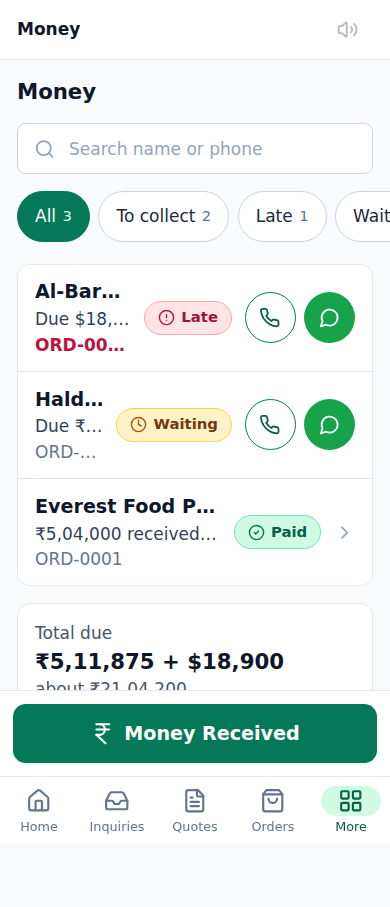 Money
Money
Search name or phone
All 3 To collect 2 Late 1 Wait
Al-Bar...
Due $18,...
ORD-00...
Late
Hald...
Due ₹...
ORD-...
Waiting
Everest Food P...
₹5,04,000 received...
ORD-0001
Paid
Total due
₹5,11,875 + $18,900
about ₹21,04,200
₹ Money Received
Home Inquiries Quotes Orders More